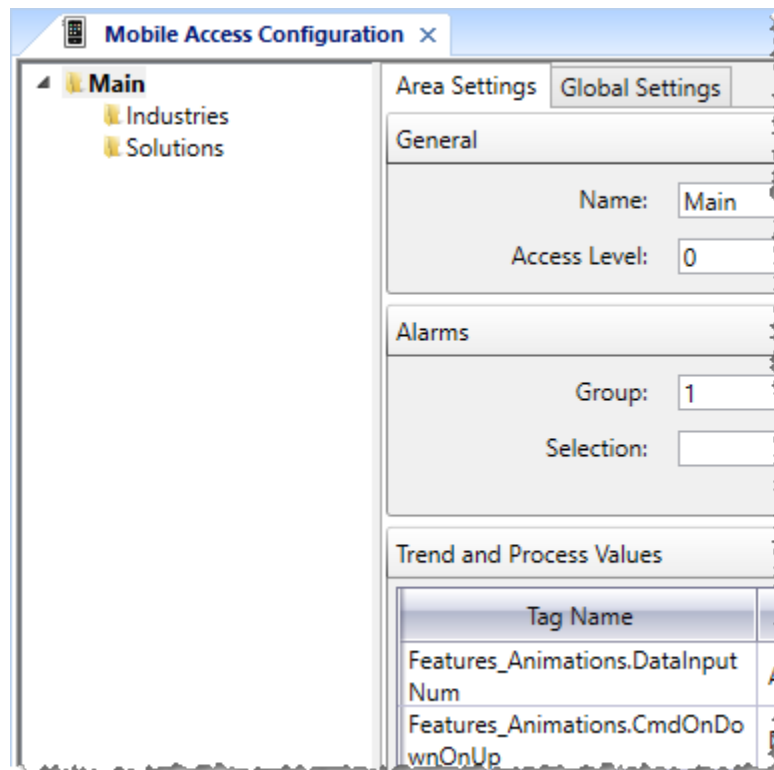 Mobile Access Configuration ×
Main
Industries
Solutions
Area Settings
Global Settings
General
Name: Main
Access Level: 0
Alarms
Group: 1
Selection:
Trend and Process Values
Tag Name
Features_Animations.DataInput
Num
Features_Animations.CmdOnDo
wnOnUp